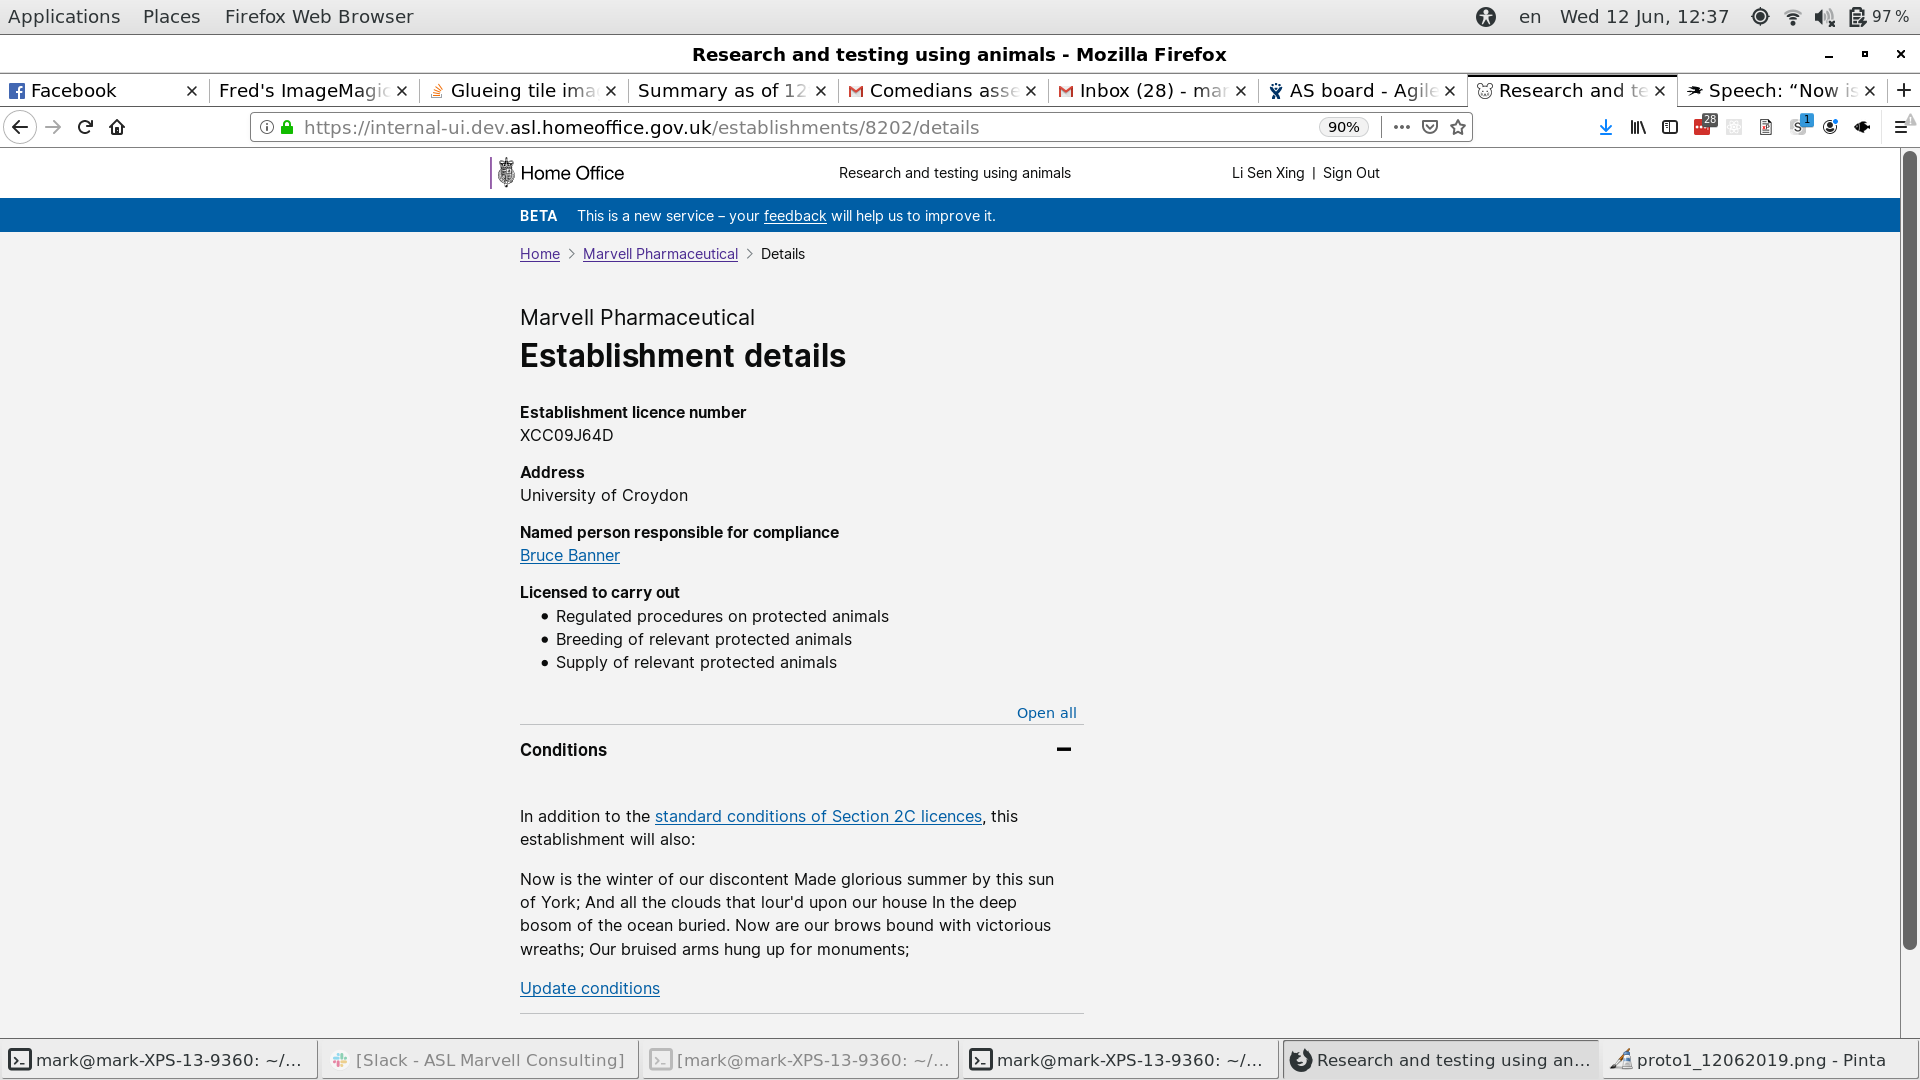 Applications Places Firefox Web Browser en Wed 12 Jun, 12:37 97 %
Research and testing using animals - Mozilla Firefox
Facebook Fred's ImageMagic Glueing tile ima Summary as of 12 Comedians asse Inbox (28) - mar AS board - Agile Research and te Speech: “Now is
https://internal-ui.dev.asl.homeoffice.gov.uk/establishments/8202/details 90% 28 1
Home Office Research and testing using animals Li Sen Xing | Sign Out
BETA This is a new service – your feedback will help us to improve it.
Home > Marvell Pharmaceutical > Details
Marvell Pharmaceutical
Establishment details
Establishment licence number
XCC09J64D
Address
University of Croydon
Named person responsible for compliance
Bruce Banner
Licensed to carry out
• Regulated procedures on protected animals
• Breeding of relevant protected animals
• Supply of relevant protected animals
Open all
Conditions
In addition to the standard conditions of Section 2C licences, this
establishment will also:
Now is the winter of our discontent Made glorious summer by this sun
of York; And all the clouds that lour'd upon our house In the deep
bosom of the ocean buried. Now are our brows bound with victorious
wreaths; Our bruised arms hung up for monuments;
Update conditions
mark@mark-XPS-13-9360: ~/... [Slack - ASL Marvell Consulting] [mark@mark-XPS-13-9360: ~/... mark@mark-XPS-13-9360: ~/... Research and testing using an... proto1_12062019.png - Pinta